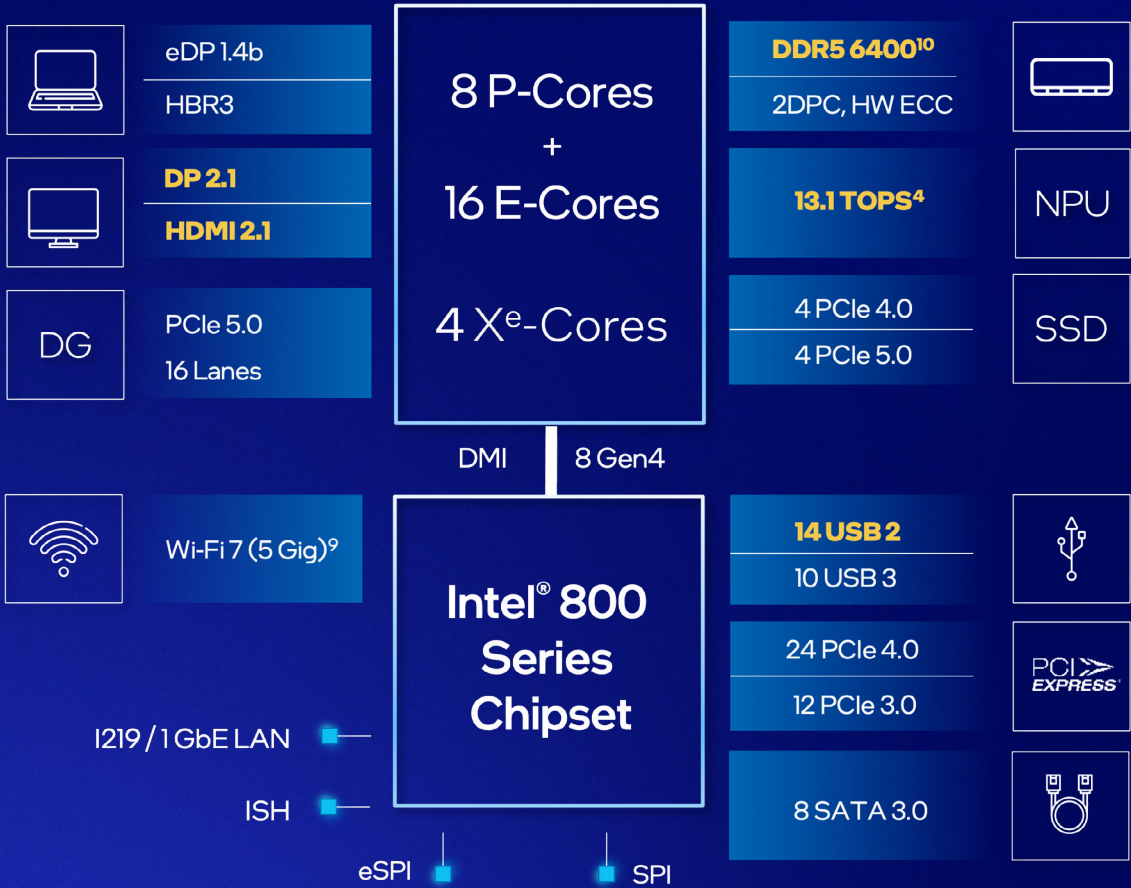 eDP 1.4b
HBR3
DP 2.1
HDMI 2.1
DG
PCIe 5.0
16 Lanes
8 P-Cores
+
16 E-Cores
4 Xᵉ-Cores
DDR5 6400¹⁰
2DPC, HW ECC
13.1 TOPS⁴
NPU
4 PCIe 4.0
4 PCIe 5.0
SSD
DMI
8 Gen4
Wi-Fi 7 (5 Gig)⁹
Intel® 800
Series
Chipset
14 USB 2
10 USB 3
24 PCIe 4.0
12 PCIe 3.0
PCI
EXPRESS
8 SATA 3.0
I219 / 1 GbE LAN
ISH
eSPI
SPI